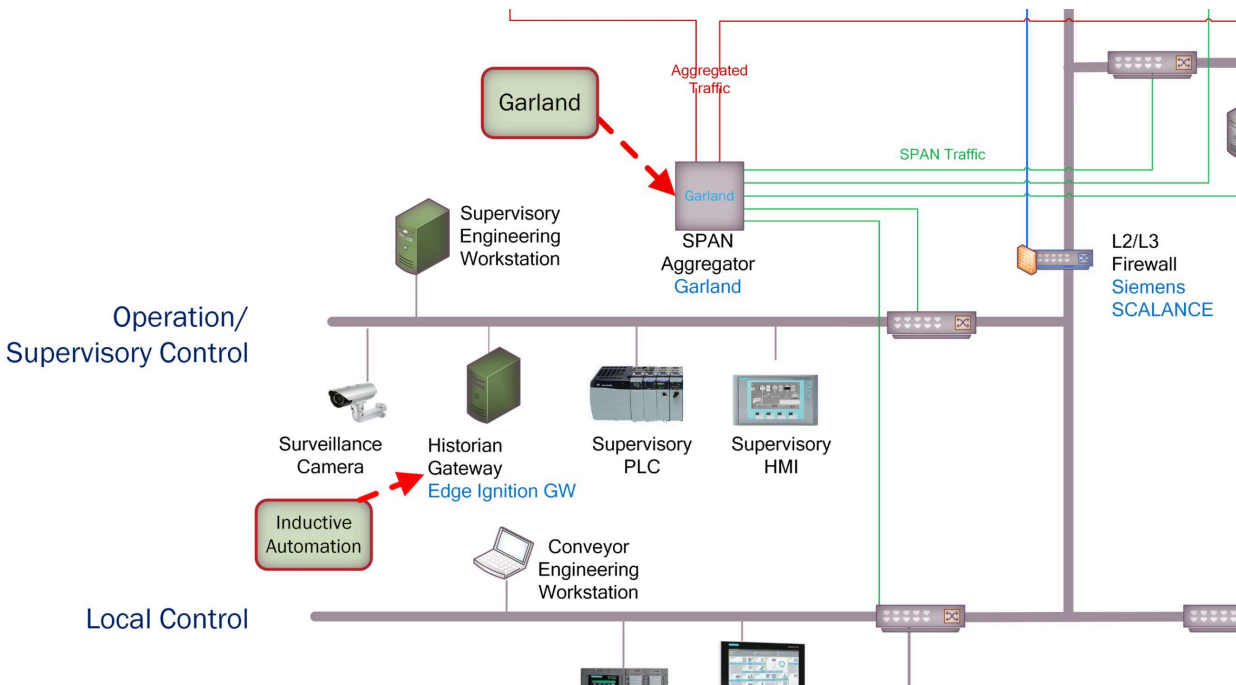 Aggregated
Traffic
Garland
SPAN Traffic
Garland
Supervisory
Engineering
Workstation
SPAN
Aggregator
Garland
L2/L3
Firewall
Siemens
SCALANCE
Operation/
Supervisory Control
Surveillance
Camera
Historian
Gateway
Edge Ignition GW
Supervisory
PLC
Supervisory
HMI
Inductive
Automation
Conveyor
Engineering
Workstation
Local Control